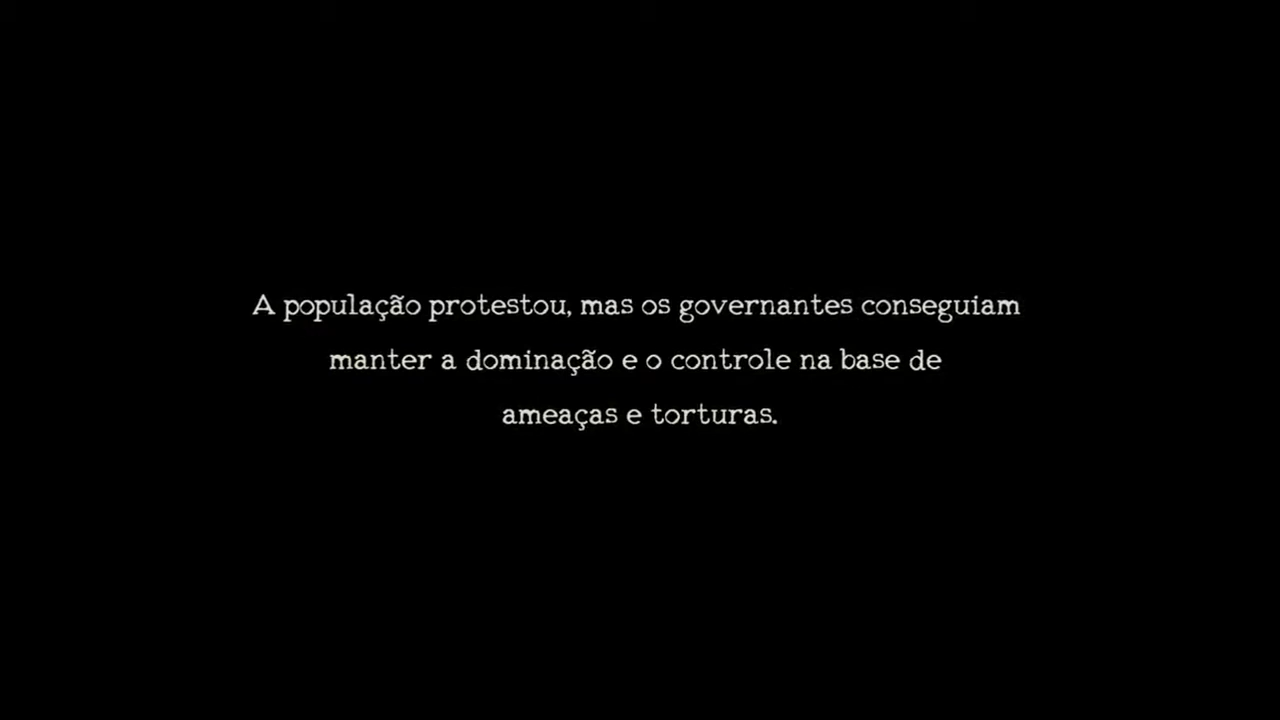 A população protestou, mas os governantes conseguiam
manter a dominação e o controle na base de
ameaças e torturas.